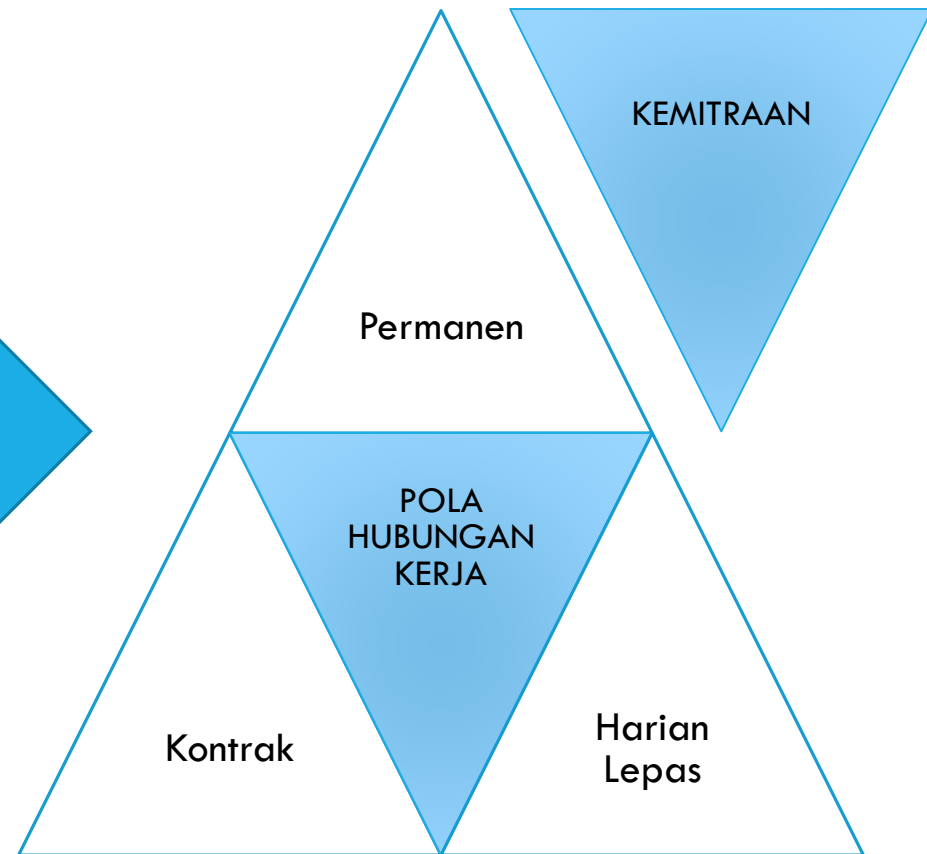 KEMITRAAN
Permanen
POLA
HUBUNGAN
KERJA
Kontrak
Harian
Lepas